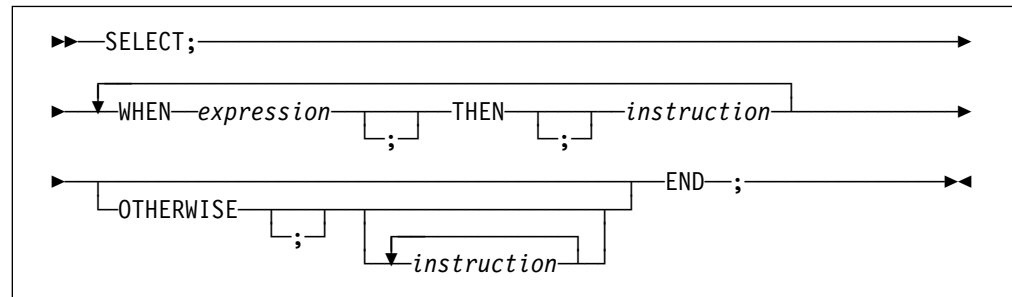 SELECT;
WHEN expression ; THEN ; instruction
END ;
OTHERWISE ;
instruction